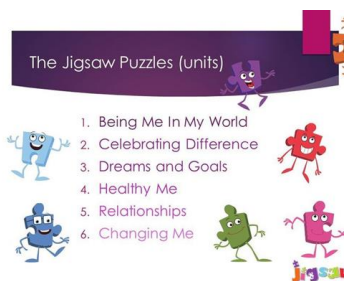 The Jigsaw Puzzles (units)
1. Being Me In My World
2. Celebrating Difference
3. Dreams and Goals
4. Healthy Me
5. Relationships
6. Changing Me